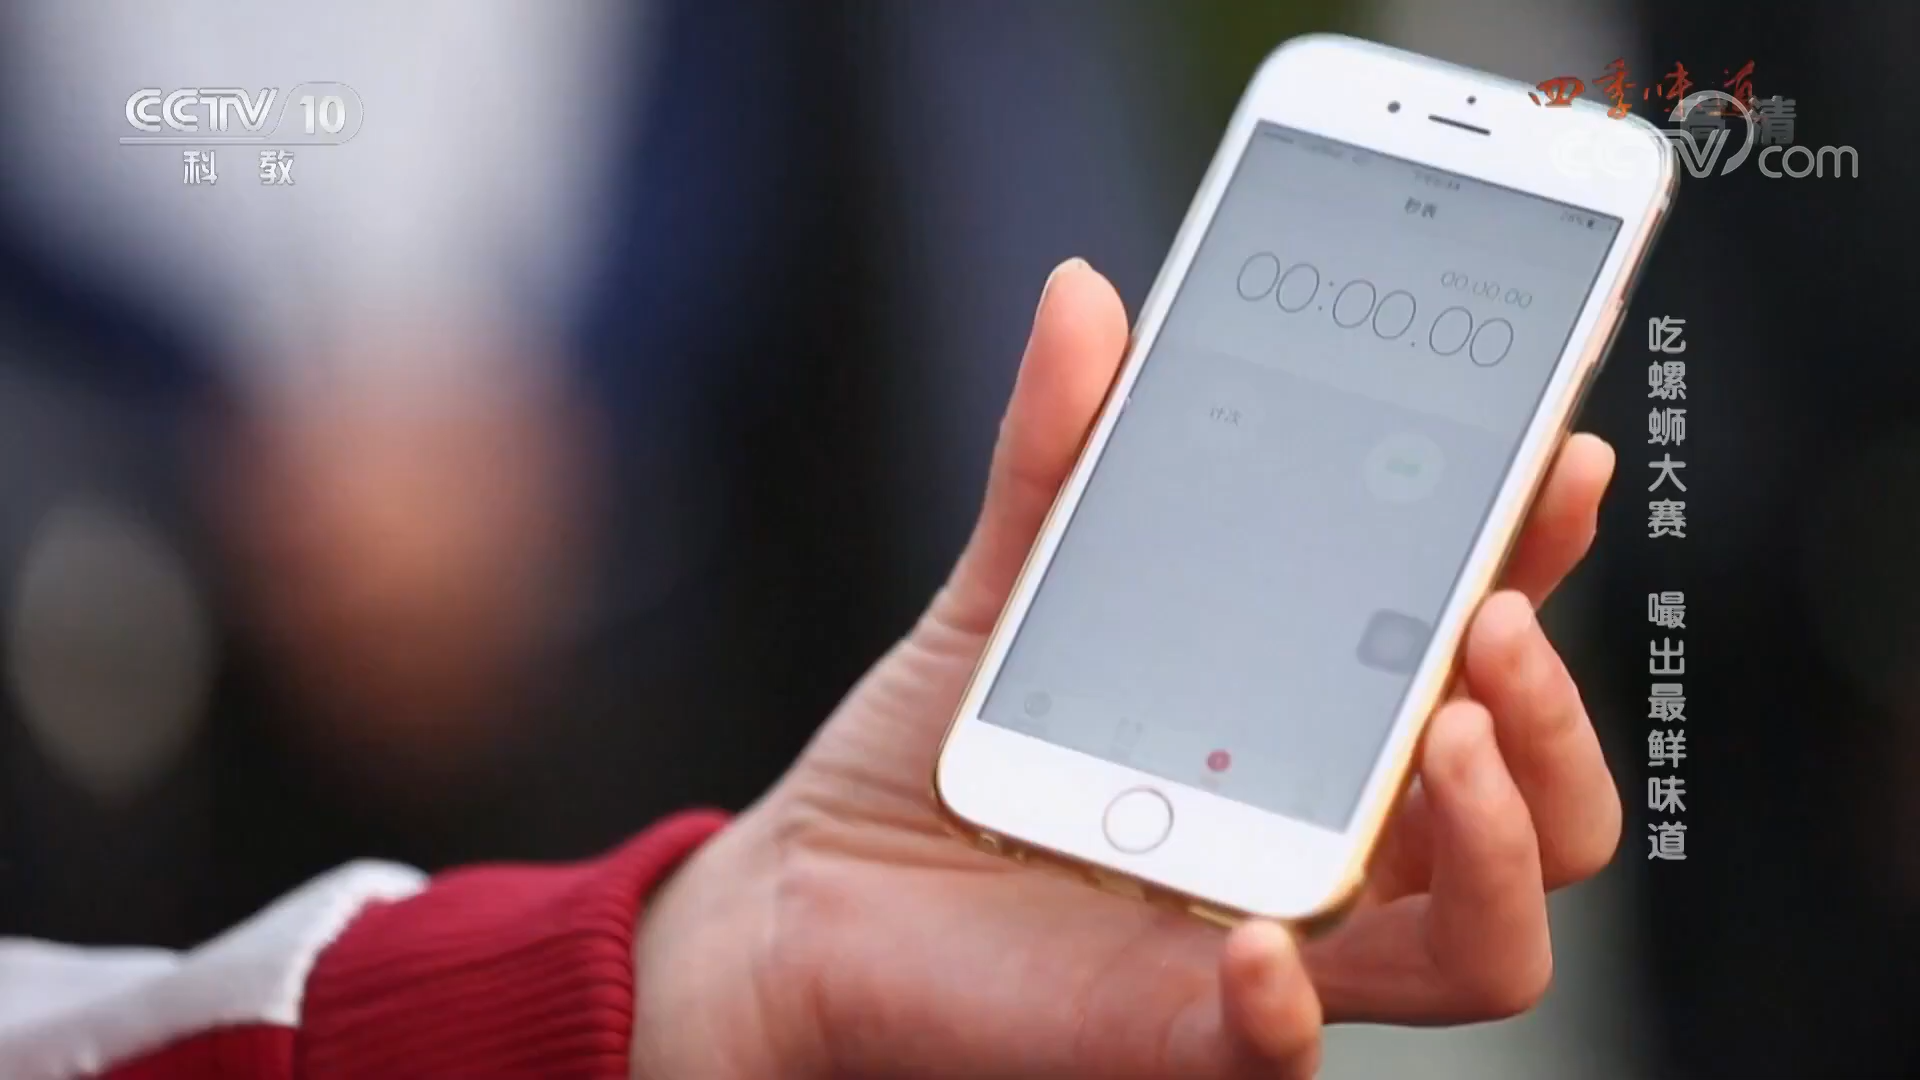 CCTV 10
科教
四季味道
高清
CCTV com
秒表
26%
00:00.00
00:00.00
计次
吃螺蛳大赛 嘬出最鲜味道